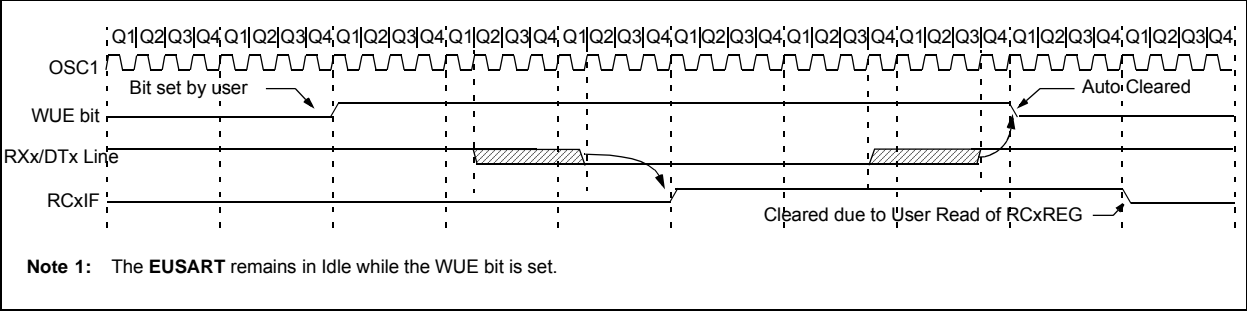 Q1|Q2|Q3|Q4 Q1|Q2|Q3|Q4 Q1|Q2|Q3|Q4 Q1|Q2|Q3|Q4 Q1|Q2|Q3|Q4 Q1|Q2|Q3|Q4 Q1|Q2|Q3|Q4 Q1|Q2|Q3|Q4 Q1|Q2|Q3|Q4 Q1|Q2|Q3|Q4
OSC1
Bit set by user
Auto Cleared
WUE bit
RXx/DTx Line
RCxIF
Cleared due to User Read of RCxREG
Note 1: The EUSART remains in Idle while the WUE bit is set.